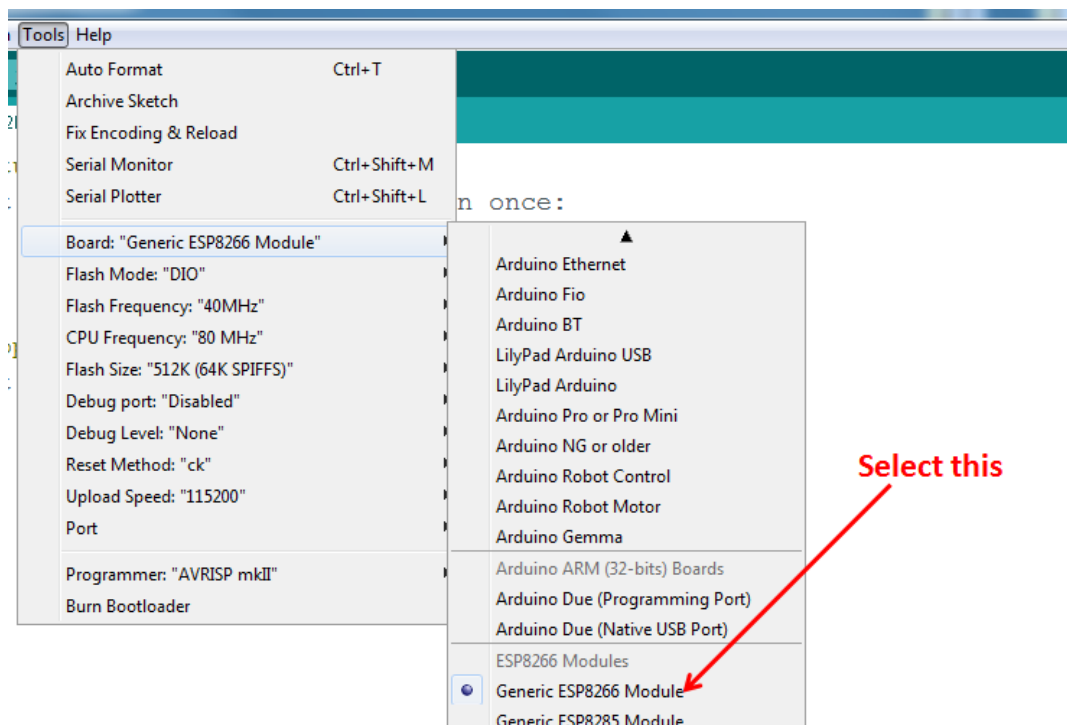 Tools Help
Auto Format Ctrl+T
Archive Sketch
Fix Encoding & Reload
Serial Monitor Ctrl+Shift+M
Serial Plotter Ctrl+Shift+L
n once:
Board: "Generic ESP8266 Module"
Flash Mode: "DIO"
Flash Frequency: "40MHz"
CPU Frequency: "80 MHz"
Flash Size: "512K (64K SPIFFS)"
Debug port: "Disabled"
Debug Level: "None"
Reset Method: "ck"
Upload Speed: "115200"
Port
Programmer: "AVRISP mkII"
Burn Bootloader
Arduino Ethernet
Arduino Fio
Arduino BT
LilyPad Arduino USB
LilyPad Arduino
Arduino Pro or Pro Mini
Arduino NG or older
Arduino Robot Control
Arduino Robot Motor
Arduino Gemma
Arduino ARM (32-bits) Boards
Arduino Due (Programming Port)
Arduino Due (Native USB Port)
ESP8266 Modules
Generic ESP8266 Module
Generic ESP8285 Module
Select this